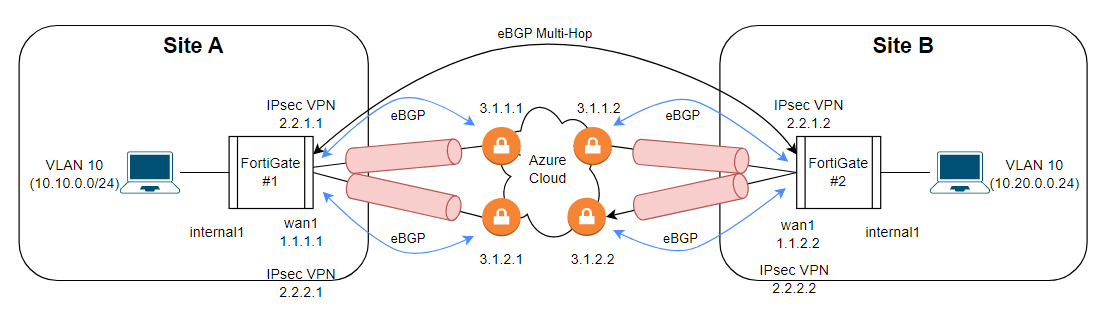 eBGP Multi-Hop
Site A
Site B
IPsec VPN
2.2.1.1
eBGP
3.1.1.1
3.1.1.2
eBGP
IPsec VPN
2.2.1.2
VLAN 10
(10.10.0.0/24)
FortiGate
#1
Azure
Cloud
FortiGate
#2
VLAN 10
(10.20.0.0.24)
internal1
wan1
1.1.1.1
eBGP
3.1.2.1
3.1.2.2
eBGP
wan1
1.1.2.2
internal1
IPsec VPN
2.2.2.1
IPsec VPN
2.2.2.2